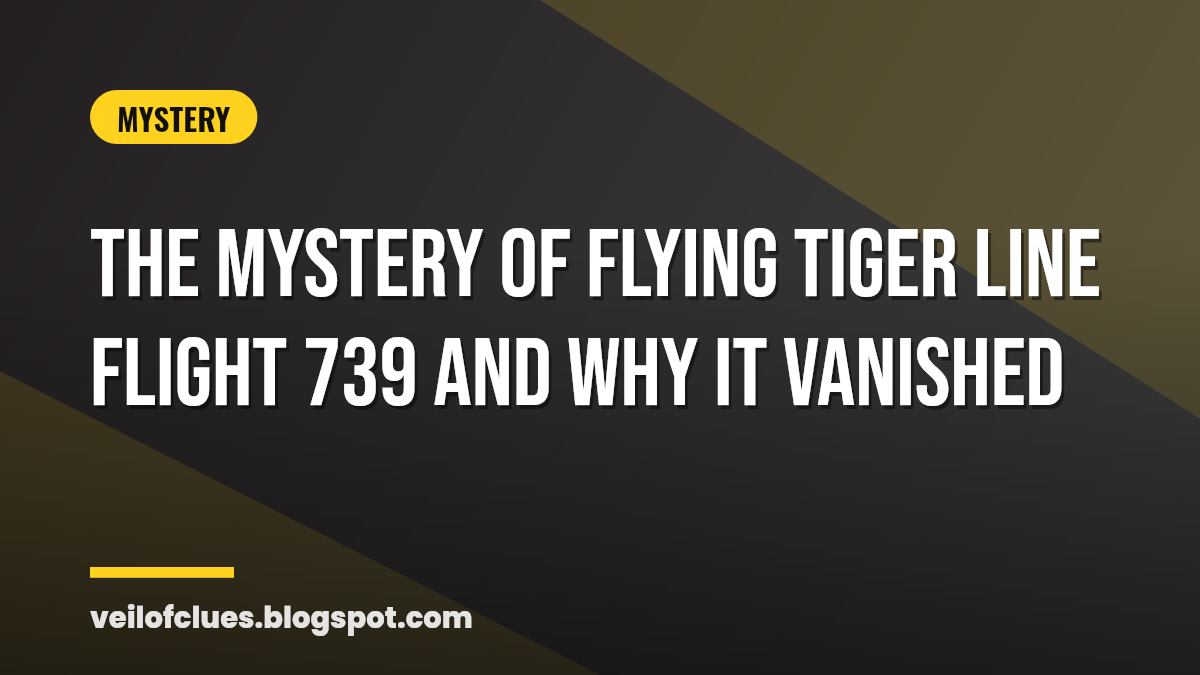 MYSTERY
THE MYSTERY OF FLYING TIGER LINE
FLIGHT 739 AND WHY IT VANISHED
veilofclues.blogspot.com